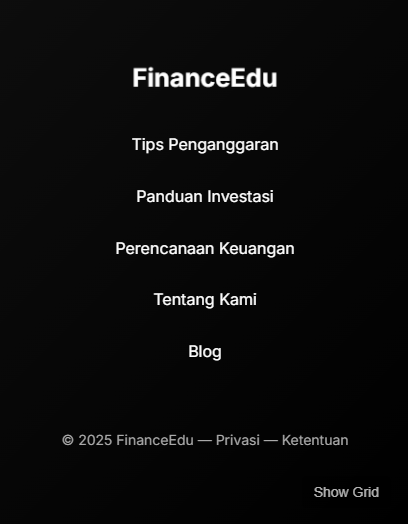 FinanceEdu
Tips Penganggaran
Panduan Investasi
Perencanaan Keuangan
Tentang Kami
Blog
© 2025 FinanceEdu — Privasi — Ketentuan
Show Grid